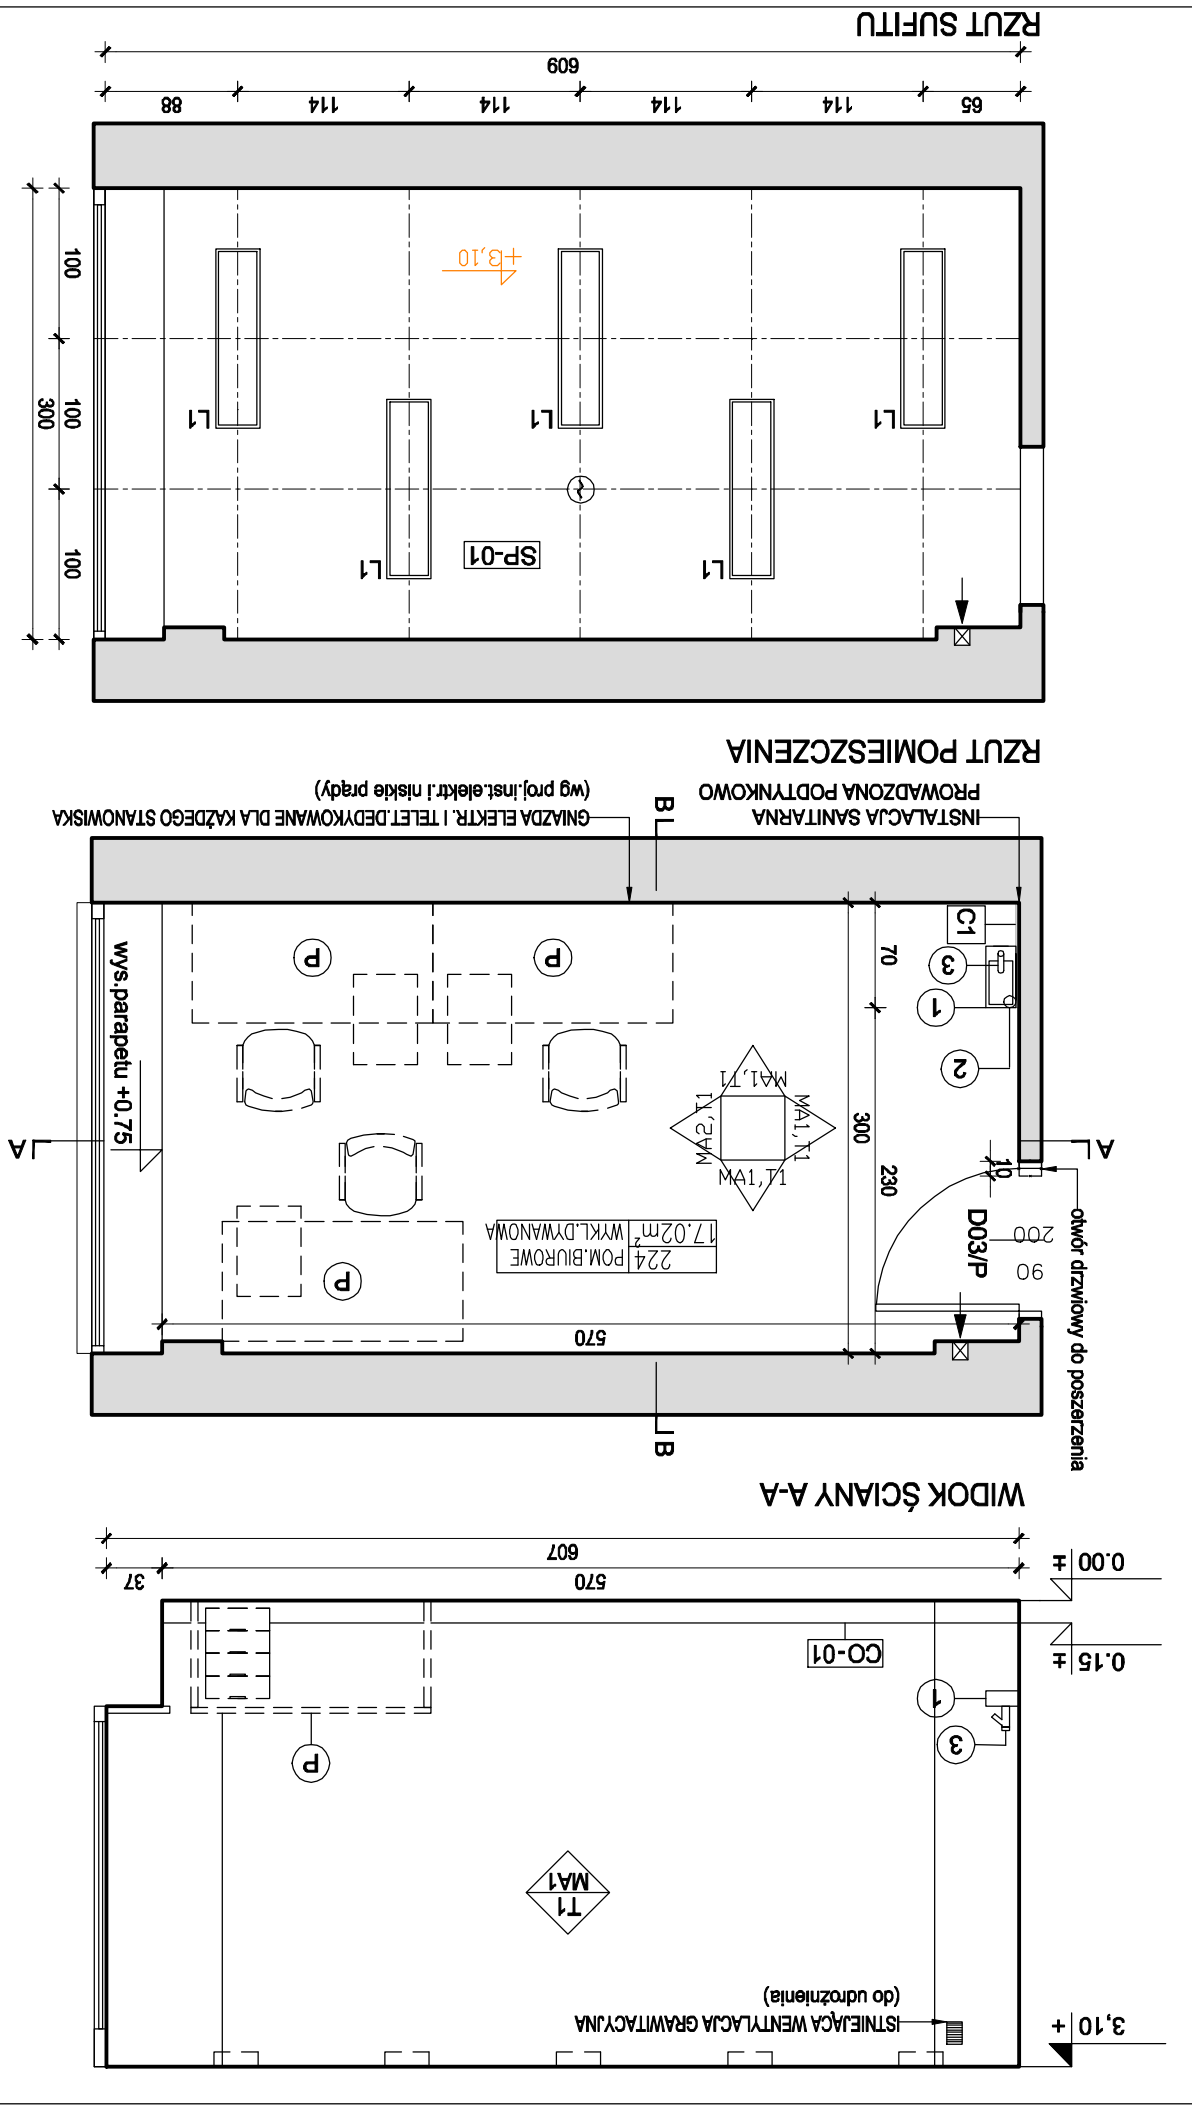 3,10 +
ISTNIEJĄCA WENTYLACJA GRAWITACYJNA
(do udrożnienia)
T1
MA1
P
3
1
0.15 ±
CO-01
0.00 ±
570
37
607
WIDOK ŚCIANY A-A
B
570
otwór drzwiowy do poszerzenia
90
200
D03/P
10
224
POM.BIUROWE
17.02m²
WYKŁ.DYWANOWA
P
230
300
70
MA1,T1
MA1,T1
MA2,T1
MA1,T1
A
A
wys.parapetu +0.75
2
1
3
C1
P
P
INSTALACJA SANITARNA
PROWADZONA PODTYNKOWO
B
GNIAZDA ELEKTR. I TELET.DEDYKOWANE DLA KAŻDEGO STANOWISKA
(wg proj.inst.elektr.i niskie prądy)
RZUT POMIESZCZENIA
L1
SP-01
L1
L1
L1
L1
+3,10
100
100
100
300
65
114
114
114
114
88
609
RZUT SUFITU